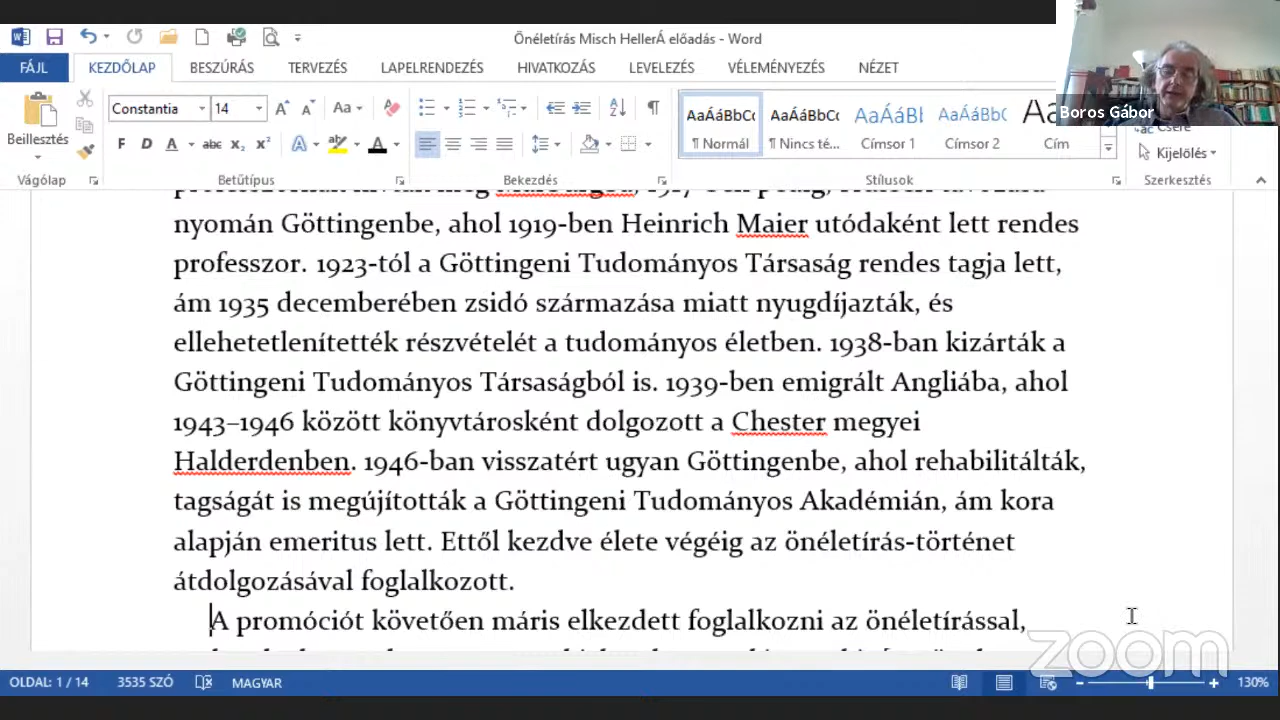 Önéletírás Misch HellerÁ előadás - Word
FÁJL KEZDŐLAP BESZÚRÁS TERVEZÉS LAPELRENDEZÉS HIVATKOZÁS LEVELEZÉS VÉLEMÉNYEZÉS NÉZET
Boros Gábor
Beillesztés
Constantia 14
AaÁáBbCc AaÁáBbCc AaÁáBbI AaÁáBbC Aa
¶ Normál ¶ Nincs té... Címsor 1 Címsor 2 Cím
Csere
Kijelölés
Vágólap Betűtípus Bekezdés Stílusok Szerkesztés
nyomán Göttingenbe, ahol 1919-ben Heinrich Maier utódaként lett rendes
professzor. 1923-tól a Göttingeni Tudományos Társaság rendes tagja lett,
ám 1935 decemberében zsidó származása miatt nyugdíjazták, és
ellehetetlenítették részvételét a tudományos életben. 1938-ban kizárták a
Göttingeni Tudományos Társaságból is. 1939-ben emigrált Angliába, ahol
1943–1946 között könyvtárosként dolgozott a Chester megyei
Halderdenben. 1946-ban visszatért ugyan Göttingenbe, ahol rehabilitálták,
tagságát is megújították a Göttingeni Tudományos Akadémián, ám kora
alapján emeritus lett. Ettől kezdve élete végéig az önéletírás-történet
átdolgozásával foglalkozott.
A promóciót követően máris elkezdett foglalkozni az önéletírással,
zoom
OLDAL: 1 / 14 3535 SZÓ MAGYAR 130%